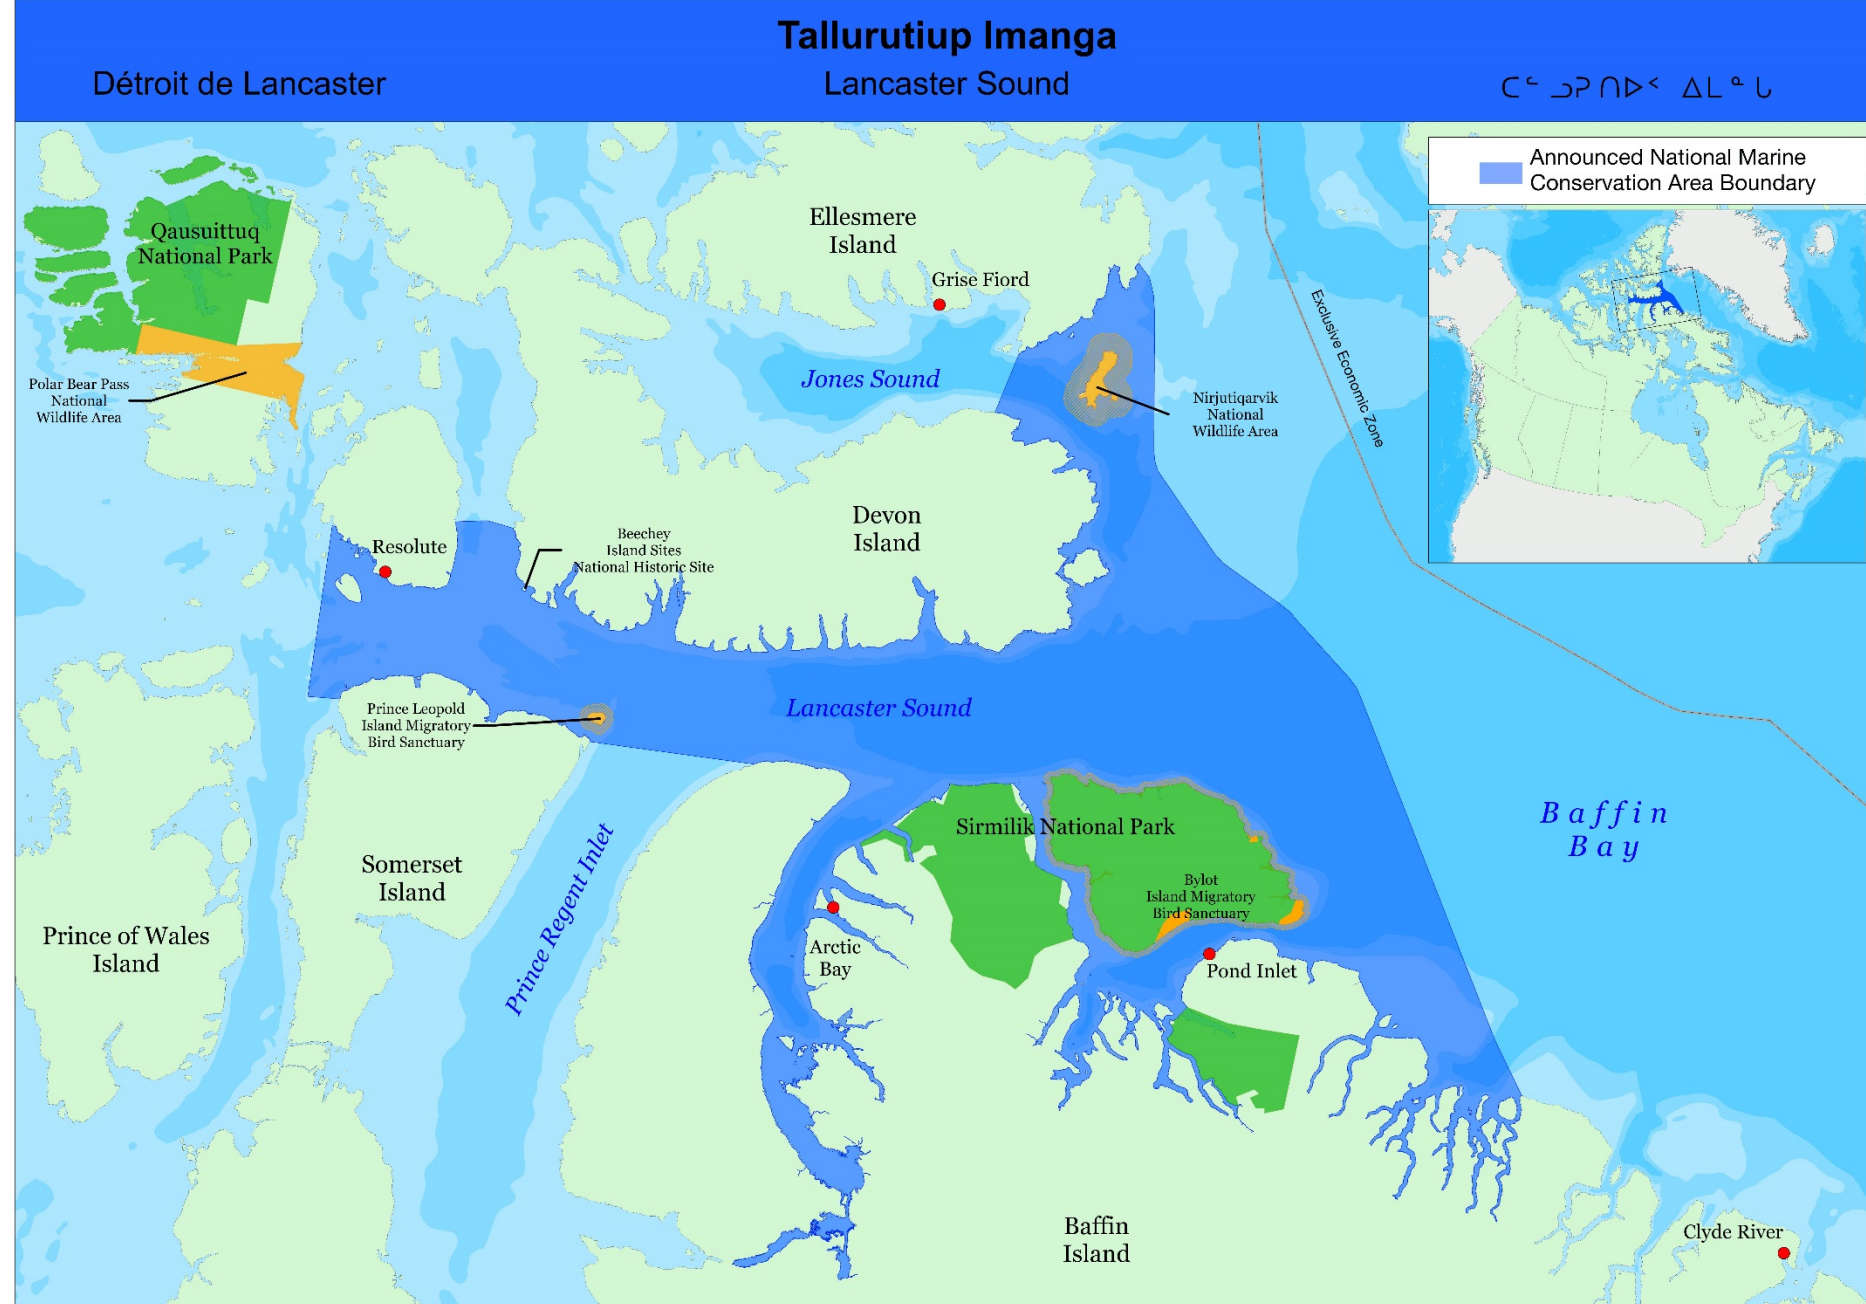 Tallurutiup Imanga
Détroit de Lancaster
Lancaster Sound
ᑕᓪᓗᕈᑎᐅᑉ ᐃᒪᓐᒐ
Announced National Marine
Conservation Area Boundary
Qausuittuq
National Park
Ellesmere
Island
Grise Fiord
Exclusive Economic Zone
Polar Bear Pass
National
Wildlife Area
Jones Sound
Nirjutiqarvik
National
Wildlife Area
Resolute
Beechey
Island Sites
National Historic Site
Devon
Island
Prince Leopold
Island Migratory
Bird Sanctuary
Lancaster Sound
Baffin
Bay
Sirmilik National Park
Somerset
Island
Prince Regent Inlet
Bylot
Island Migratory
Bird Sanctuary
Prince of Wales
Island
Arctic
Bay
Pond Inlet
Baffin
Island
Clyde River